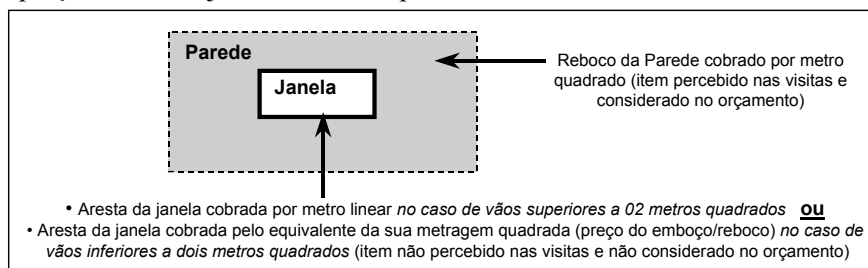 Parede
Janela
Reboco da Parede cobrado por metro
quadrado (item percebido nas visitas e
considerado no orçamento)
• Aresta da janela cobrada por metro linear no caso de vãos superiores a 02 metros quadrados ou
• Aresta da janela cobrada pelo equivalente da sua metragem quadrada (preço do emboço/reboco) no caso de
vãos inferiores a dois metros quadrados (item não percebido nas visitas e não considerado no orçamento)